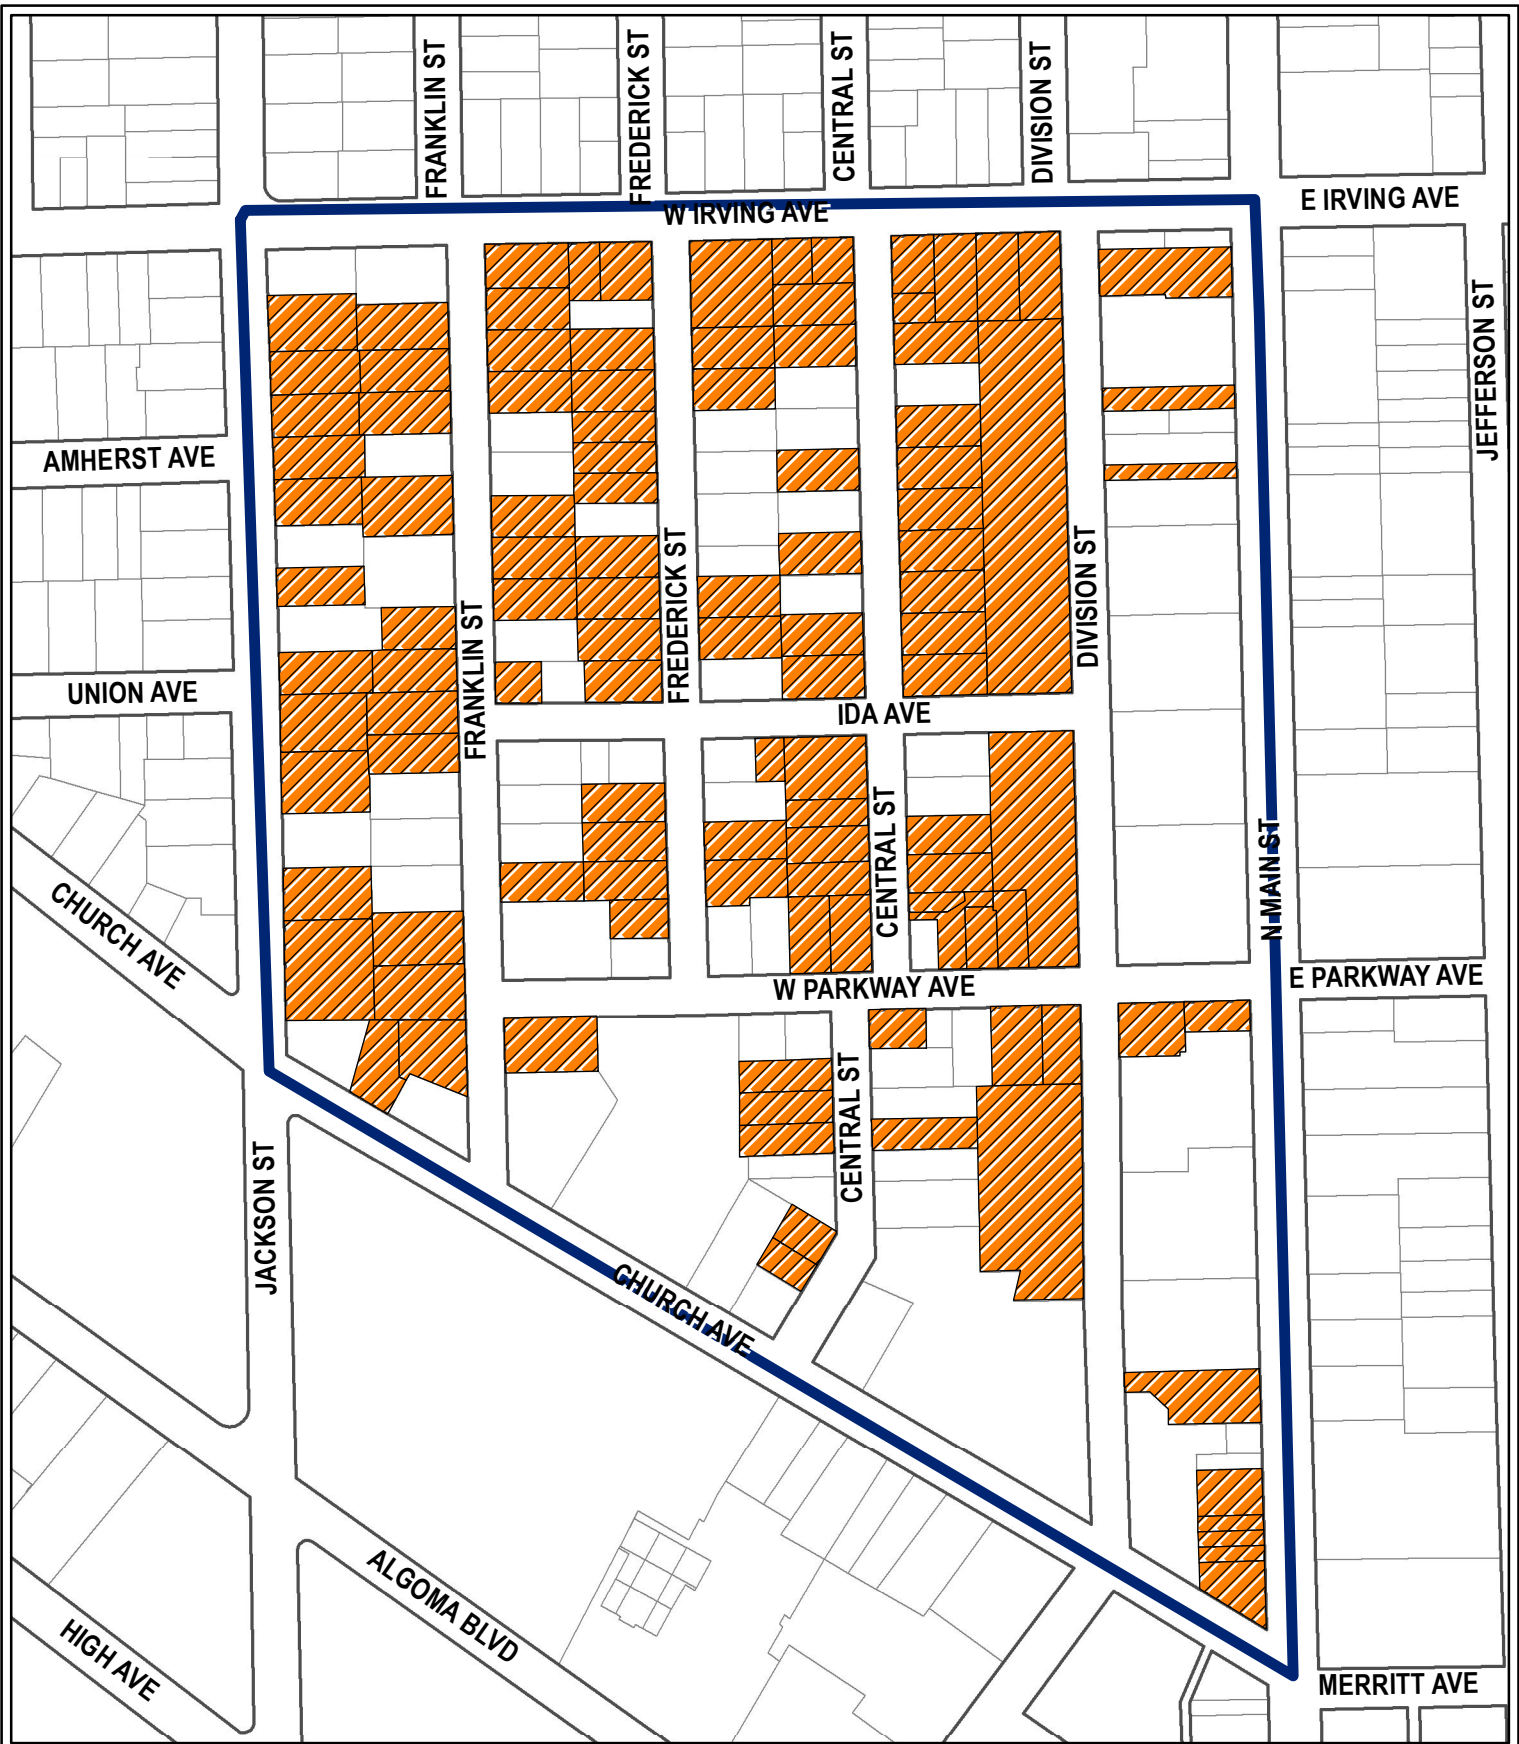 FRANKLIN ST
FREDERICK ST
CENTRAL ST
DIVISION ST
E IRVING AVE
W IRVING AVE
JEFFERSON ST
AMHERST AVE
FREDERICK ST
DIVISION ST
FRANKLIN ST
UNION AVE
IDA AVE
CENTRAL ST
N MAIN ST
CHURCH AVE
E PARKWAY AVE
W PARKWAY AVE
CENTRAL ST
JACKSON ST
CHURCH AVE
ALGOMA BLVD
HIGH AVE
MERRITT AVE